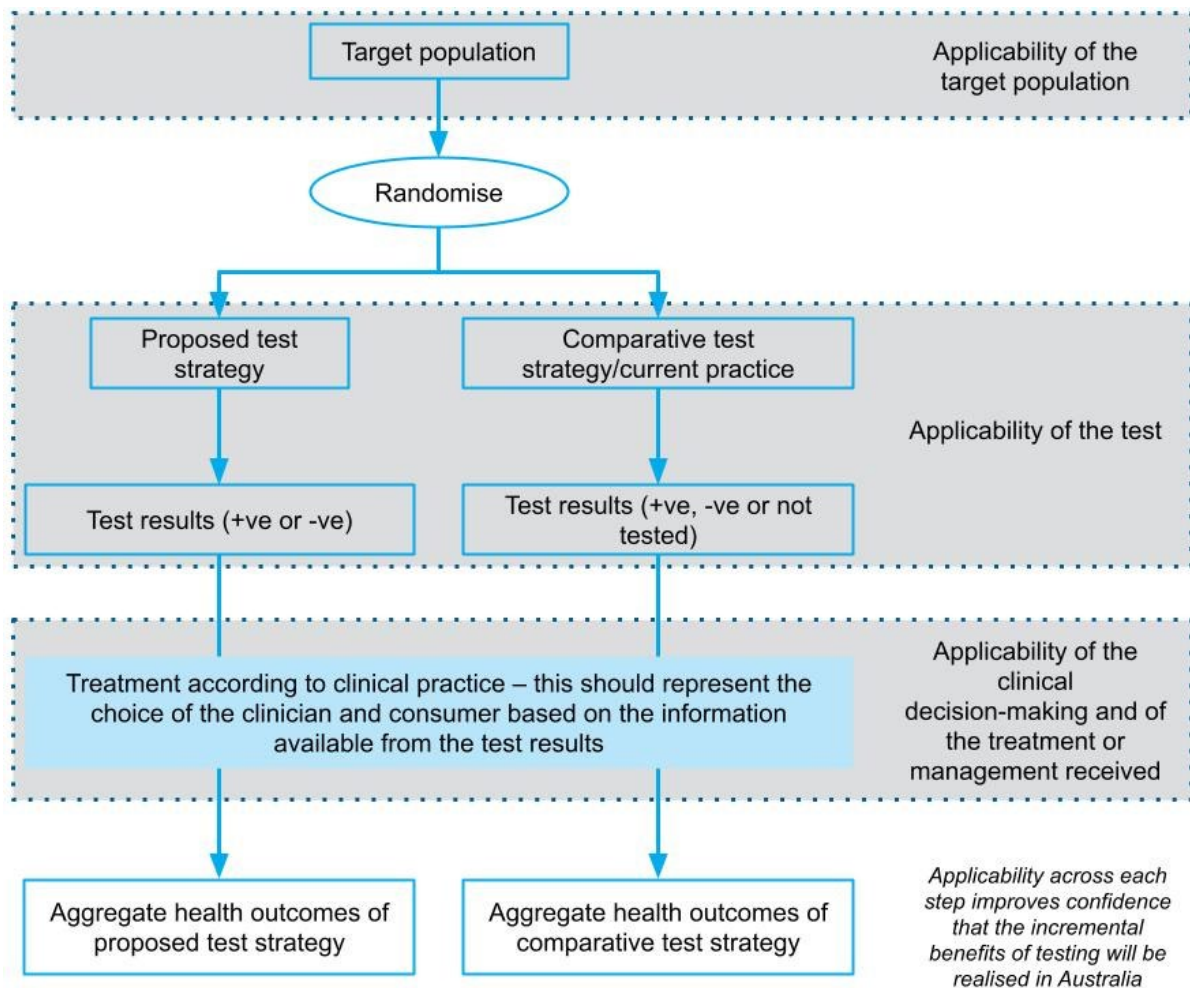 Target population
Applicability of the
target population
Randomise
Proposed test
strategy
Comparative test
strategy/current practice
Applicability of the test
Test results (+ve or -ve)
Test results (+ve, -ve or not
tested)
Treatment according to clinical practice – this should represent the
choice of the clinician and consumer based on the information
available from the test results
Applicability of the
clinical
decision-making and of
the treatment or
management received
Aggregate health outcomes of
proposed test strategy
Aggregate health outcomes of
comparative test strategy
Applicability across each
step improves confidence
that the incremental
benefits of testing will be
realised in Australia